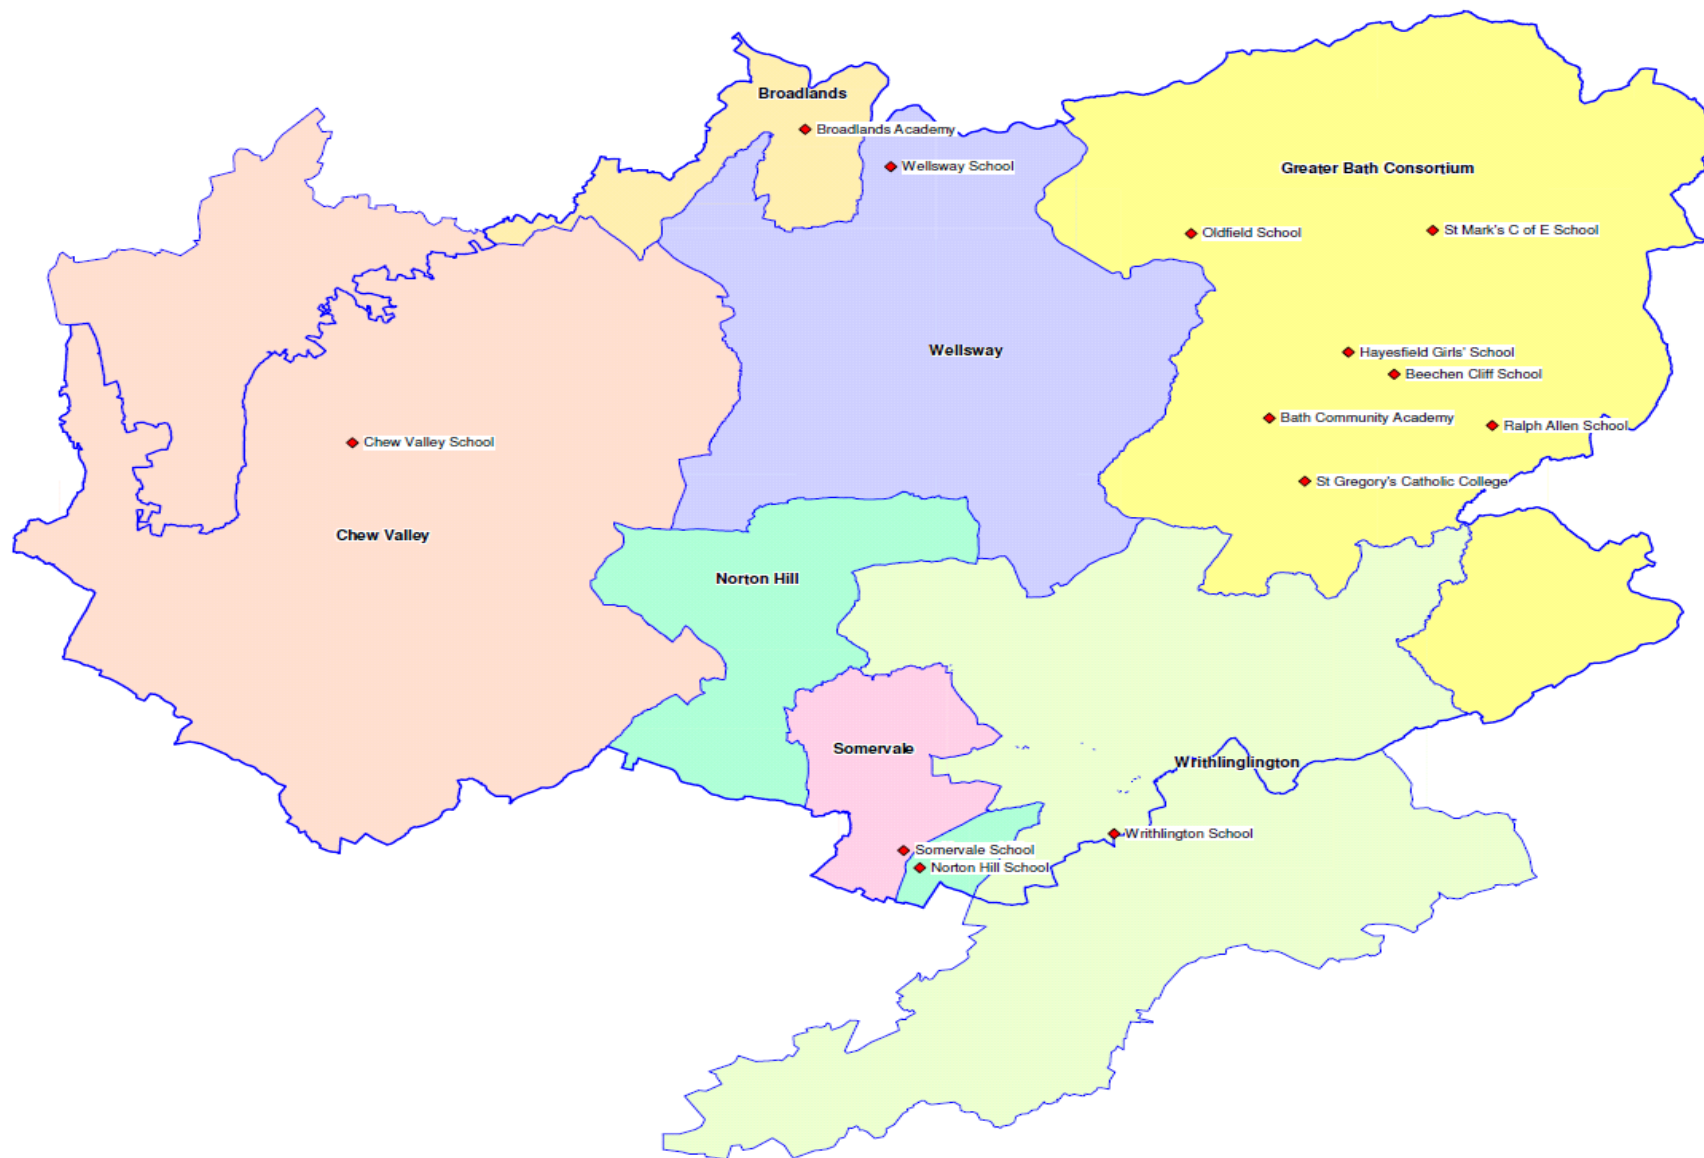 Broadlands
Broadlands Academy
Wellsway School
Greater Bath Consortium
Oldfield School
St Mark's C of E School
Wellsway
Hayesfield Girls' School
Beechen Cliff School
Bath Community Academy
Ralph Allen School
Chew Valley School
St Gregory's Catholic College
Chew Valley
Norton Hill
Somervale
Writhlinglington
Writhlington School
Somervale School
Norton Hill School